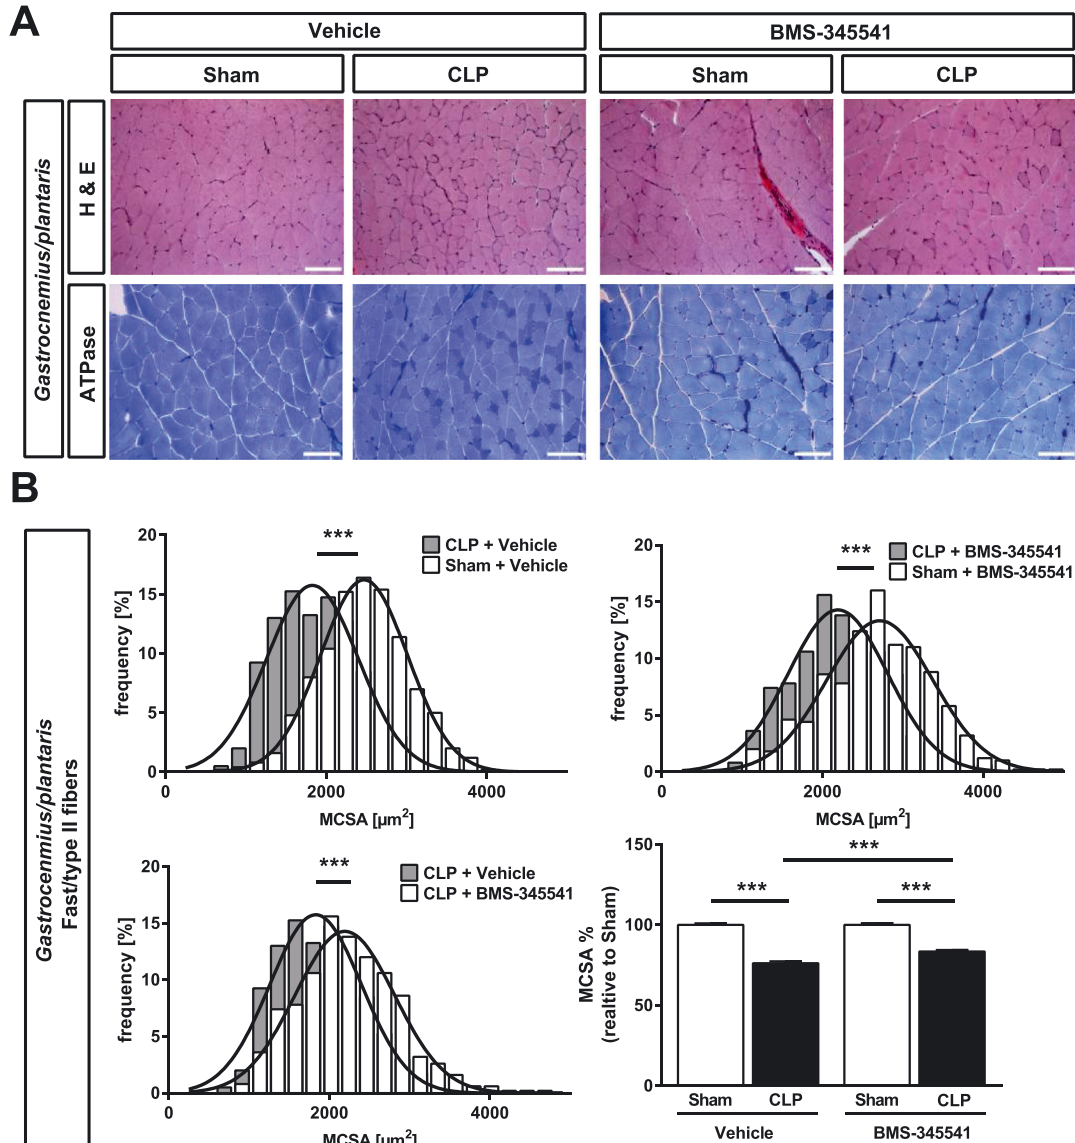 A
Vehicle
BMS-345541
Sham
CLP
Sham
CLP
Gastrocnemius/plantaris
H & E
ATPase
B
Gastrocenmius/plantaris
Fast/type II fibers
20
15
10
5
0
frequency [%]
***
CLP + Vehicle
Sham + Vehicle
0
2000
4000
MCSA [µm²]
20
15
10
5
0
frequency [%]
***
CLP + BMS-345541
Sham + BMS-345541
0
2000
4000
MCSA [µm²]
20
15
10
5
0
frequency [%]
***
CLP + Vehicle
CLP + BMS-345541
0
2000
4000
MCSA [µm²]
150
100
50
0
MCSA %
(realtive to Sham)
***
***
***
Sham
CLP
Sham
CLP
Vehicle
BMS-345541